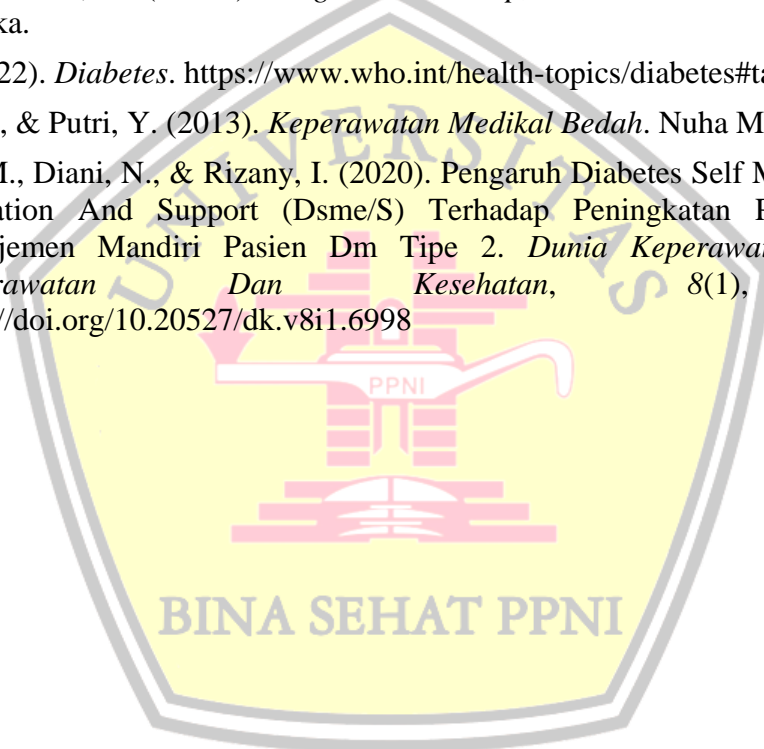 ka.
22). Diabetes. https://www.who.int/health-topics/diabetes#ta
, & Putri, Y. (2013). Keperawatan Medikal Bedah. Nuha M
M., Diani, N., & Rizany, I. (2020). Pengaruh Diabetes Self M
ation And Support (Dsme/S) Terhadap Peningkatan P
jemen Mandiri Pasien Dm Tipe 2. Dunia Keperawa
rawatan Dan Kesehatan, 8(1),
//doi.org/10.20527/dk.v8i1.6998
UNIVERSITAS
PPNI
BINA SEHAT PPNI